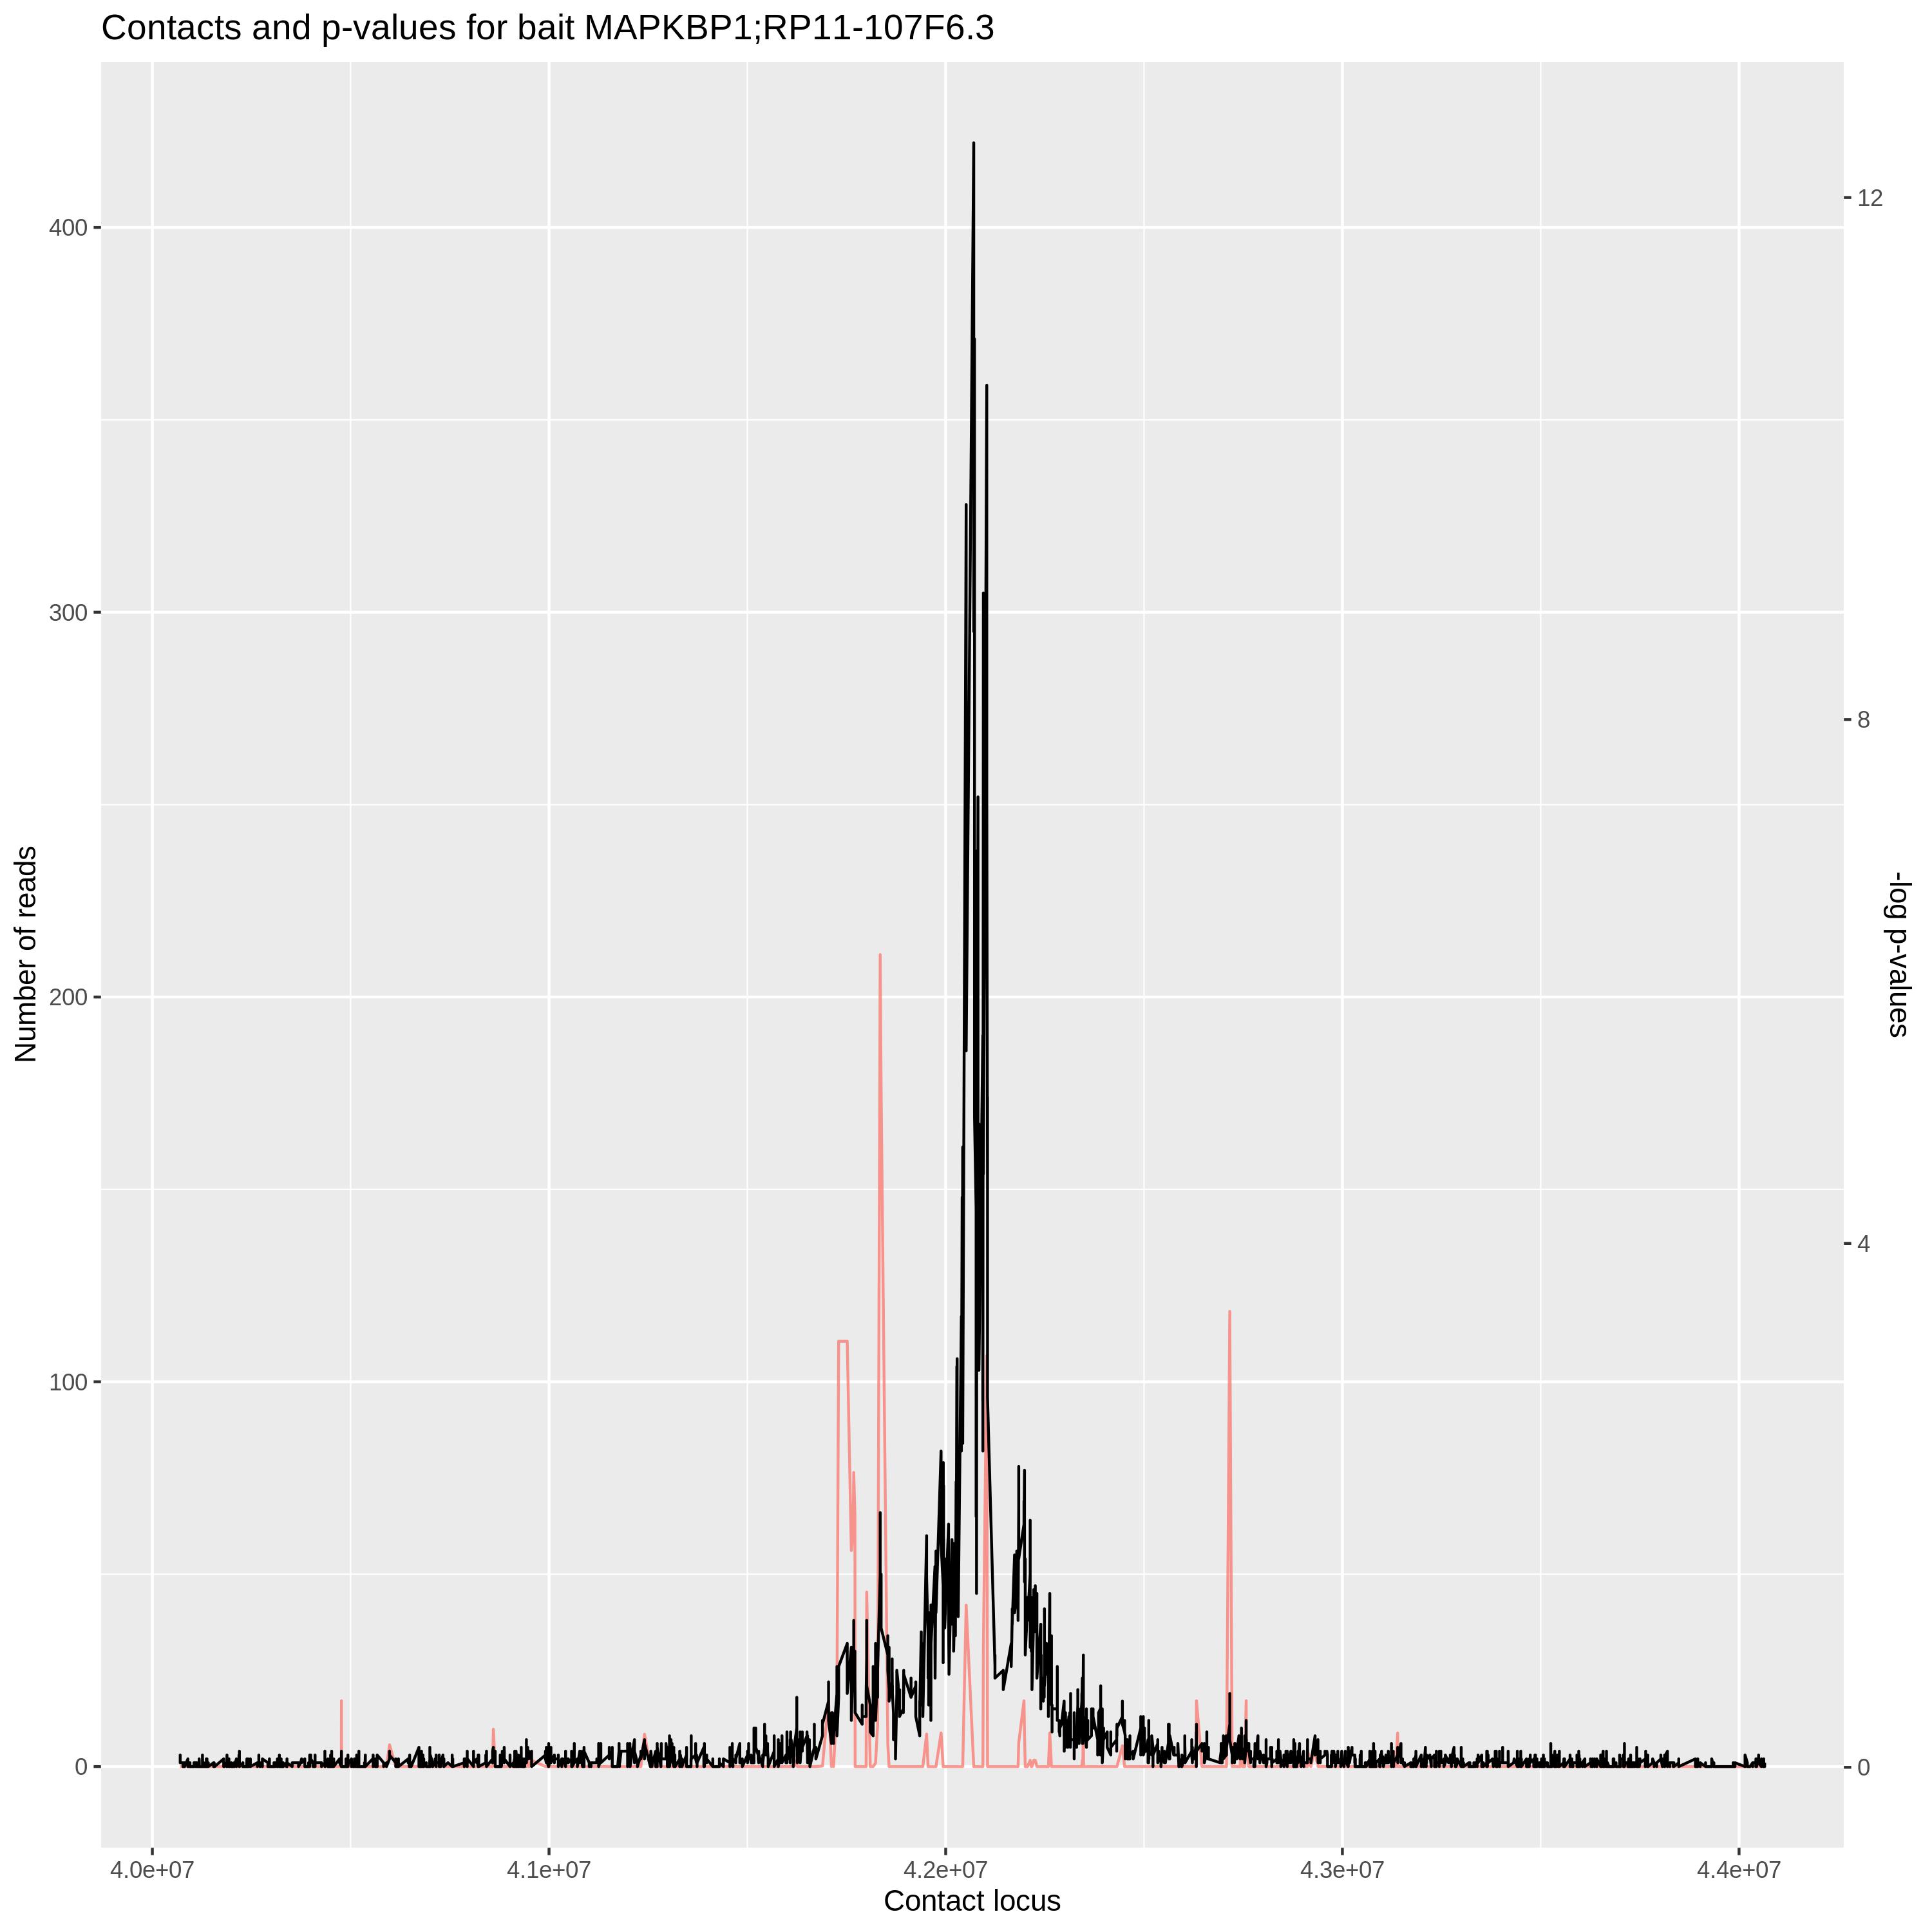 Contacts and p-values for bait MAPKBP1;RP11-107F6.3
400
300
200
100
0
12
8
4
0
Number of reads
-log p-values
4.0e+07
4.1e+07
4.2e+07
4.3e+07
4.4e+07
Contact locus